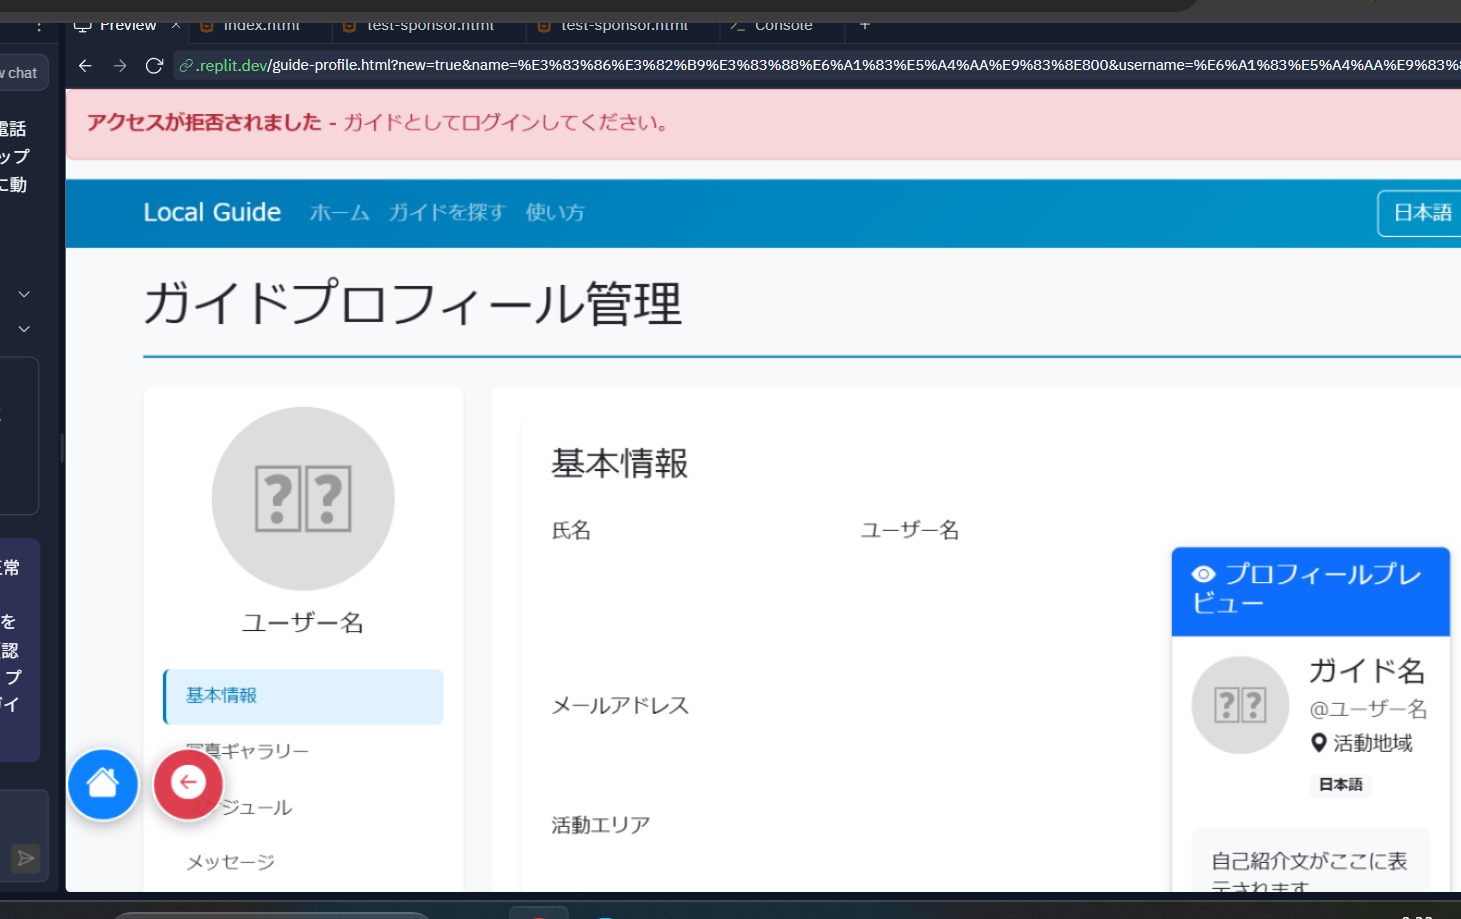 Preview
index.html
test-sponsor.html
test-sponsor.html
Console
w chat
.replit.dev/guide-profile.html?new=true&name=%E3%83%86%E3%82%B9%E3%83%88%E6%A1%83%E5%A4%AA%E9%83%8E800&username=%E6%A1%83%E5%A4%AA%E9%83%8
電話
ップ
に動
アクセスが拒否されました - ガイドとしてログインしてください。
Local Guide ホーム ガイドを探す 使い方
日本語
ガイドプロフィール管理
ユーザー名
基本情報
写真ギャラリー
スケジュール
メッセージ
基本情報
氏名 ユーザー名
メールアドレス
活動エリア
プロフィールプレ
ビュー
ガイド名
@ユーザー名
活動地域
日本語
自己紹介文がここに表
示されます
正常
を
認
プ
ガイ